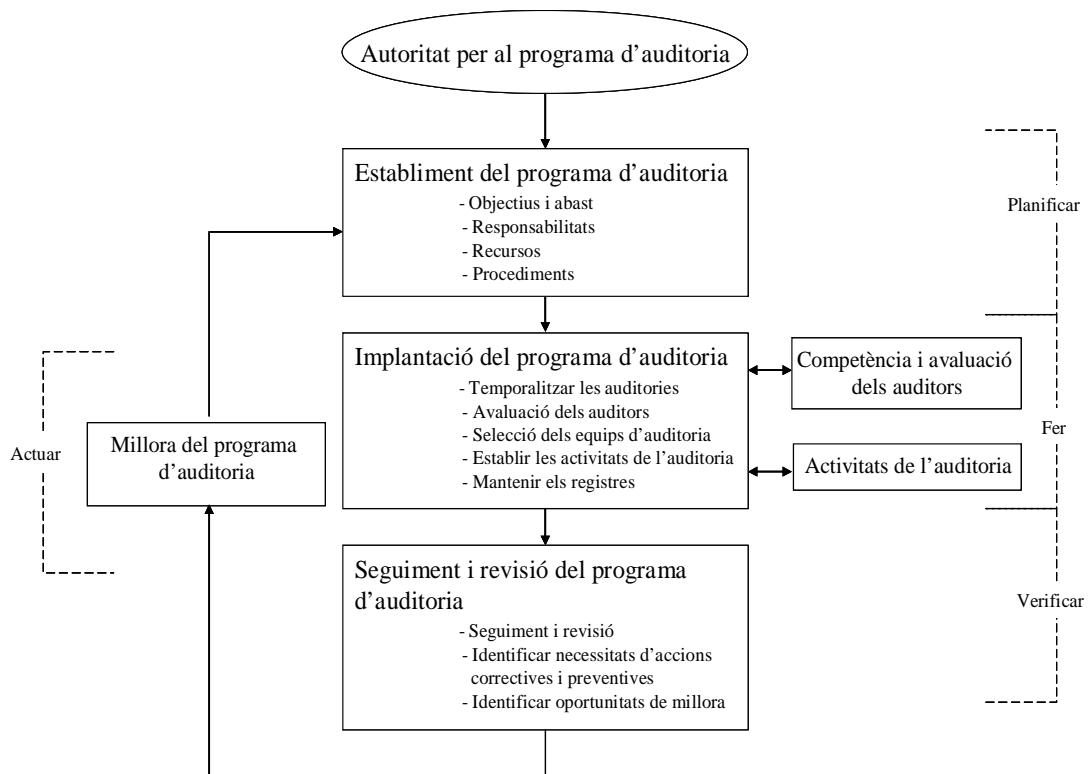 Autoritat per al programa d’auditoria
Establiment del programa d’auditoria
- Objectius i abast
- Responsabilitats
- Recursos
- Procediments
Planificar
Implantació del programa d’auditoria
- Temporalitzar les auditories
- Avaluació dels auditors
- Selecció dels equips d’auditoria
- Establir les activitats de l’auditoria
- Mantenir els registres
Competència i avaluació
dels auditors
Fer
Activitats de l’auditoria
Actuar
Millora del programa
d’auditoria
Seguiment i revisió del programa
d’auditoria
- Seguiment i revisió
- Identificar necessitats d’accions
correctives i preventives
- Identificar oportunitats de millora
Verificar